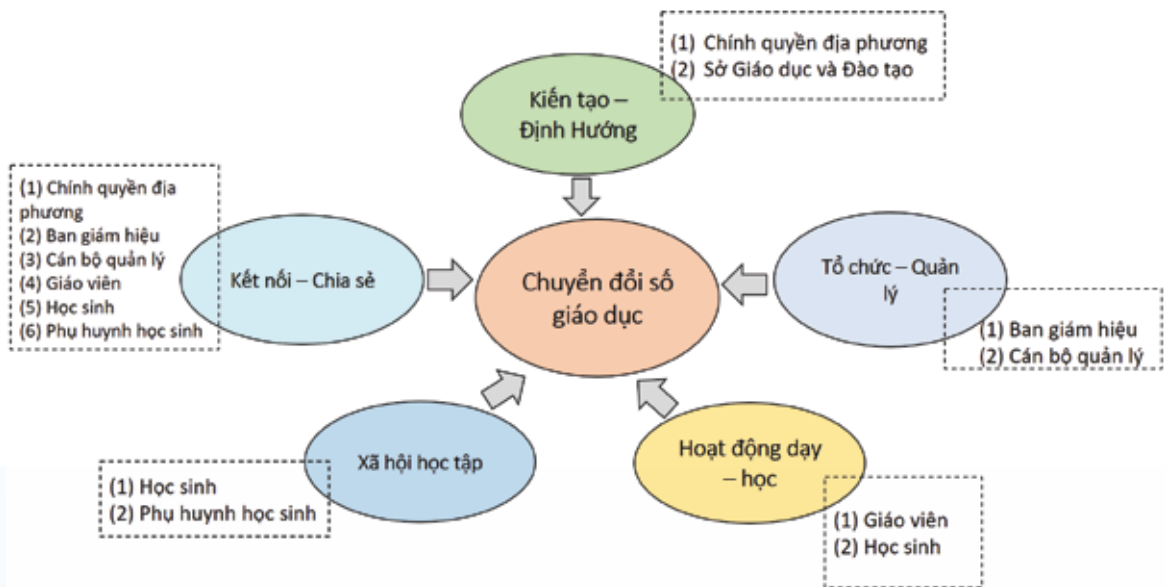 (1) Chính quyền địa phương
(2) Sở Giáo dục và Đào tạo
Kiến tạo –
Định Hướng
(1) Chính quyền địa
phương
(2) Ban giám hiệu
(3) Cán bộ quản lý
(4) Giáo viên
(5) Học sinh
(6) Phụ huynh học sinh
Kết nối – Chia sẻ
Chuyển đổi số
giáo dục
Tổ chức – Quản
lý
(1) Ban giám hiệu
(2) Cán bộ quản lý
Xã hội học tập
(1) Học sinh
(2) Phụ huynh học sinh
Hoạt động dạy
– học
(1) Giáo viên
(2) Học sinh